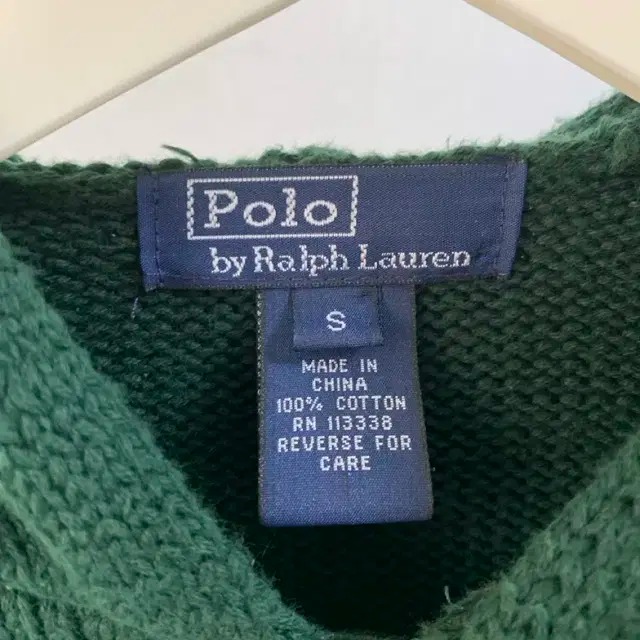 Polo
by Ralph Lauren
S
MADE IN
CHINA
100% COTTON
RN 113338
REVERSE FOR
CARE